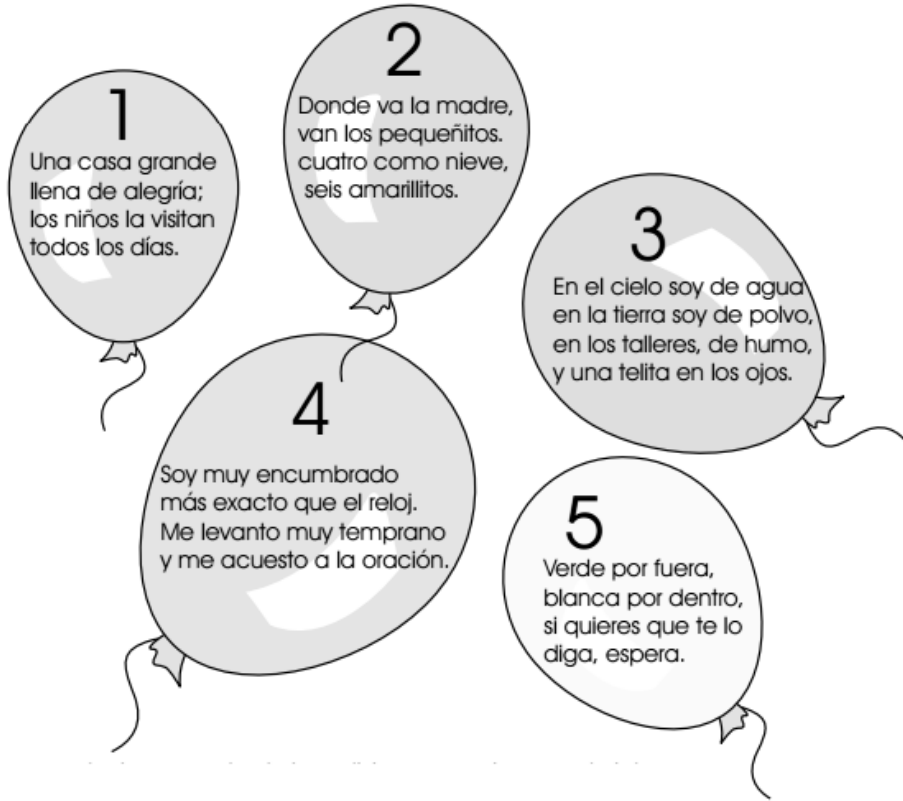 1
Una casa grande
llena de alegría;
los niños la visitan
todos los días.
2
Donde va la madre,
van los pequeñitos.
cuatro como nieve,
seis amarillitos.
3
En el cielo soy de agua
en la tierra soy de polvo,
en los talleres, de humo,
y una telita en los ojos.
4
Soy muy encumbrado
más exacto que el reloj.
Me levanto muy temprano
y me acuesto a la oración.
5
Verde por fuera,
blanca por dentro,
si quieres que te lo
diga, espera.